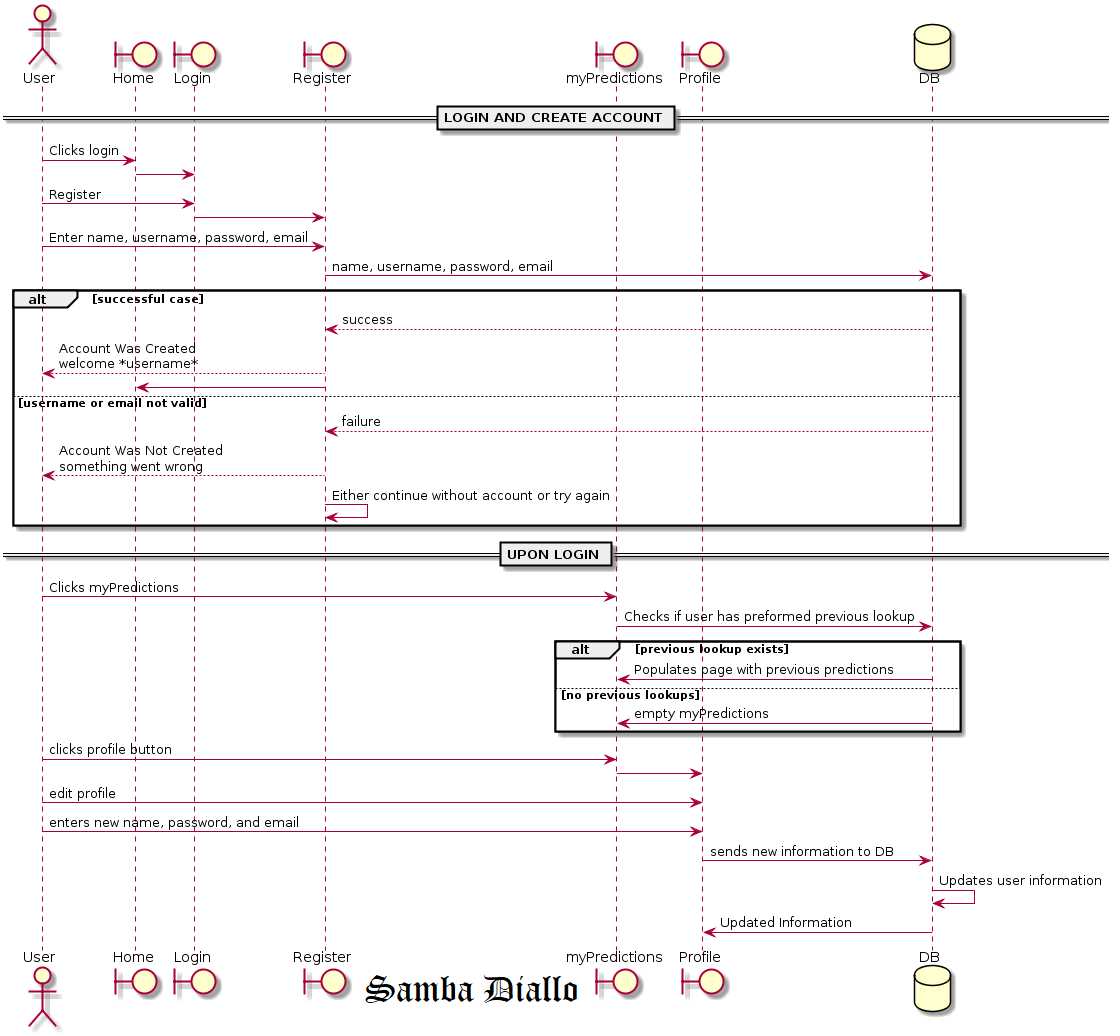 User
Home
Login
Register
myPredictions
Profile
DB
LOGIN AND CREATE ACCOUNT
Clicks login
Register
Enter name, username, password, email
name, username, password, email
alt
[successful case]
success
Account Was Created
welcome *username*
[username or email not valid]
failure
Account Was Not Created
something went wrong
Either continue without account or try again
UPON LOGIN
Clicks myPredictions
Checks if user has preformed previous lookup
alt
[previous lookup exists]
Populates page with previous predictions
[no previous lookups]
empty myPredictions
clicks profile button
edit profile
enters new name, password, and email
sends new information to DB
Updates user information
Updated Information
User
Home
Login
Register
myPredictions
Profile
DB
Samba Diallo